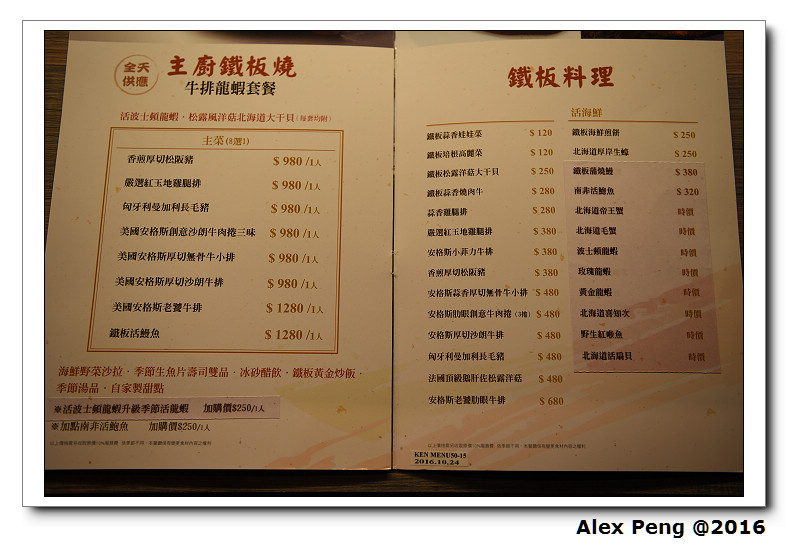 全天供應
主廚鐵板燒
牛排龍蝦套餐
活波士頓龍蝦．松露風洋菇北海道大干貝(每套均附)
主菜(8選1)
香煎厚切松阪豬 $ 980 /1人
嚴選紅玉地雞腿排 $ 980 /1人
匈牙利曼加利長毛豬 $ 980 /1人
美國安格斯創意沙朗牛肉捲三味 $ 980 /1人
美國安格斯厚切無骨牛小排 $ 980 /1人
美國安格斯厚切沙朗牛排 $ 980 /1人
美國安格斯老饕牛排 $ 1280 /1人
鐵板活鰻魚 $ 1280 /1人
海鮮野菜沙拉．季節生魚片壽司雙品．冰砂醋飲．鐵板黃金炒飯．
季節湯品．自家製甜點
※活波士頓龍蝦升級季節活龍蝦 加購價$250/1人
※加點南非活鮑魚 加購價$250/1人
鐵板料理
鐵板蒜香娃娃菜 $ 120
鐵板培根高麗菜 $ 120
鐵板松露洋菇大干貝 $ 250
鐵板蒜香燒肉牛 $ 280
蒜香雞腿排 $ 280
嚴選紅玉地雞腿排 $ 380
安格斯小菲力牛排 $ 380
香煎厚切松阪豬 $ 380
安格斯蒜香厚切無骨牛小排 $ 480
安格斯肋眼創意牛肉捲 (3捲) $ 480
安格斯厚切沙朗牛排 $ 480
匈牙利曼加利長毛豬 $ 480
法國頂級鵝肝佐松露洋菇 $ 480
安格斯老饕肋眼牛排 $ 680
活海鮮
鐵板海鮮煎餅 $ 250
北海道厚岸生蠔 $ 250
鐵板蒲燒鰻 $ 380
南非活鮑魚 $ 320
北海道帝王蟹 時價
北海道毛蟹 時價
波士頓龍蝦 時價
玫瑰龍蝦 時價
黃金龍蝦 時價
北海道喜知次 時價
野生紅喉魚 時價
北海道活扇貝 時價
KEN MENU50-15
2016.10.24
Alex Peng @2016